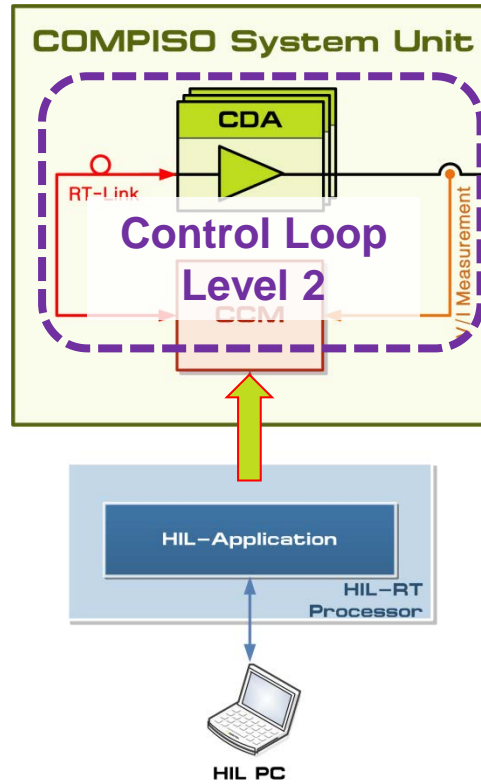 COMPISO System Unit
CDA
RT-Link
Control Loop
Level 2
CCM
V/I Measurement
HIL-Application
HIL-RT
Processor
HIL PC